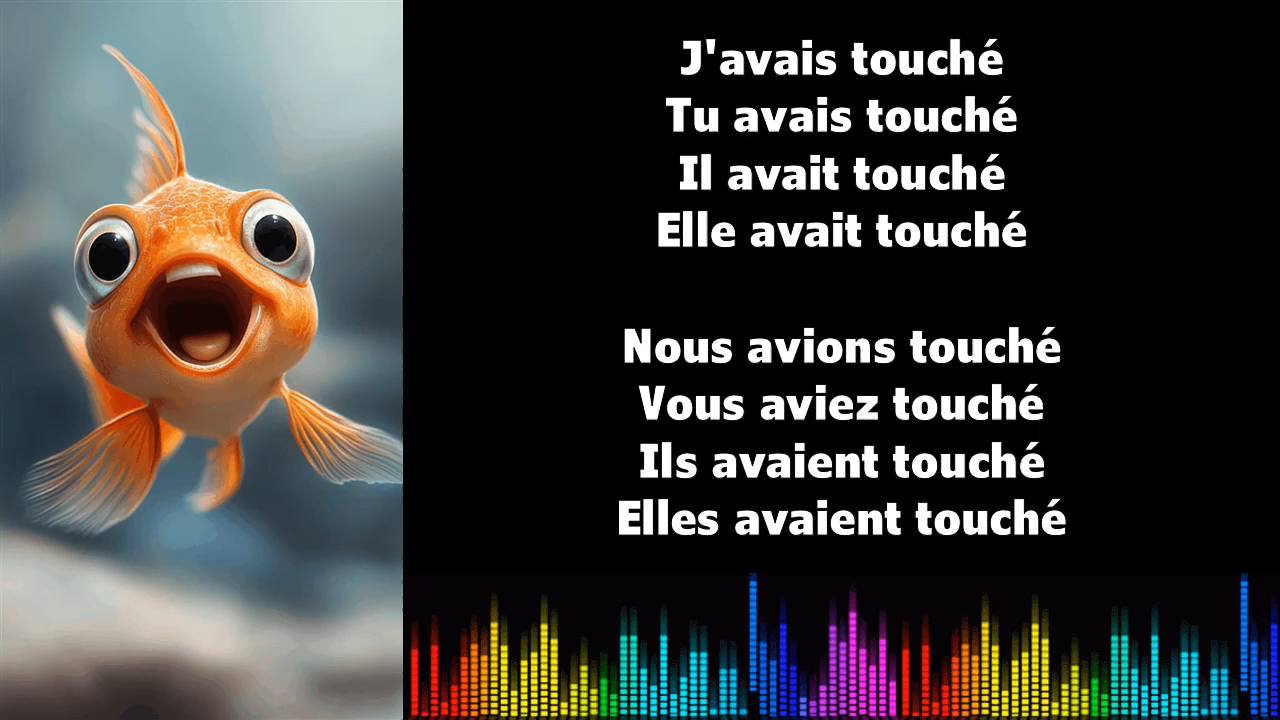 J'avais touché
Tu avais touché
Il avait touché
Elle avait touché
Nous avions touché
Vous aviez touché
Ils avaient touché
Elles avaient touché